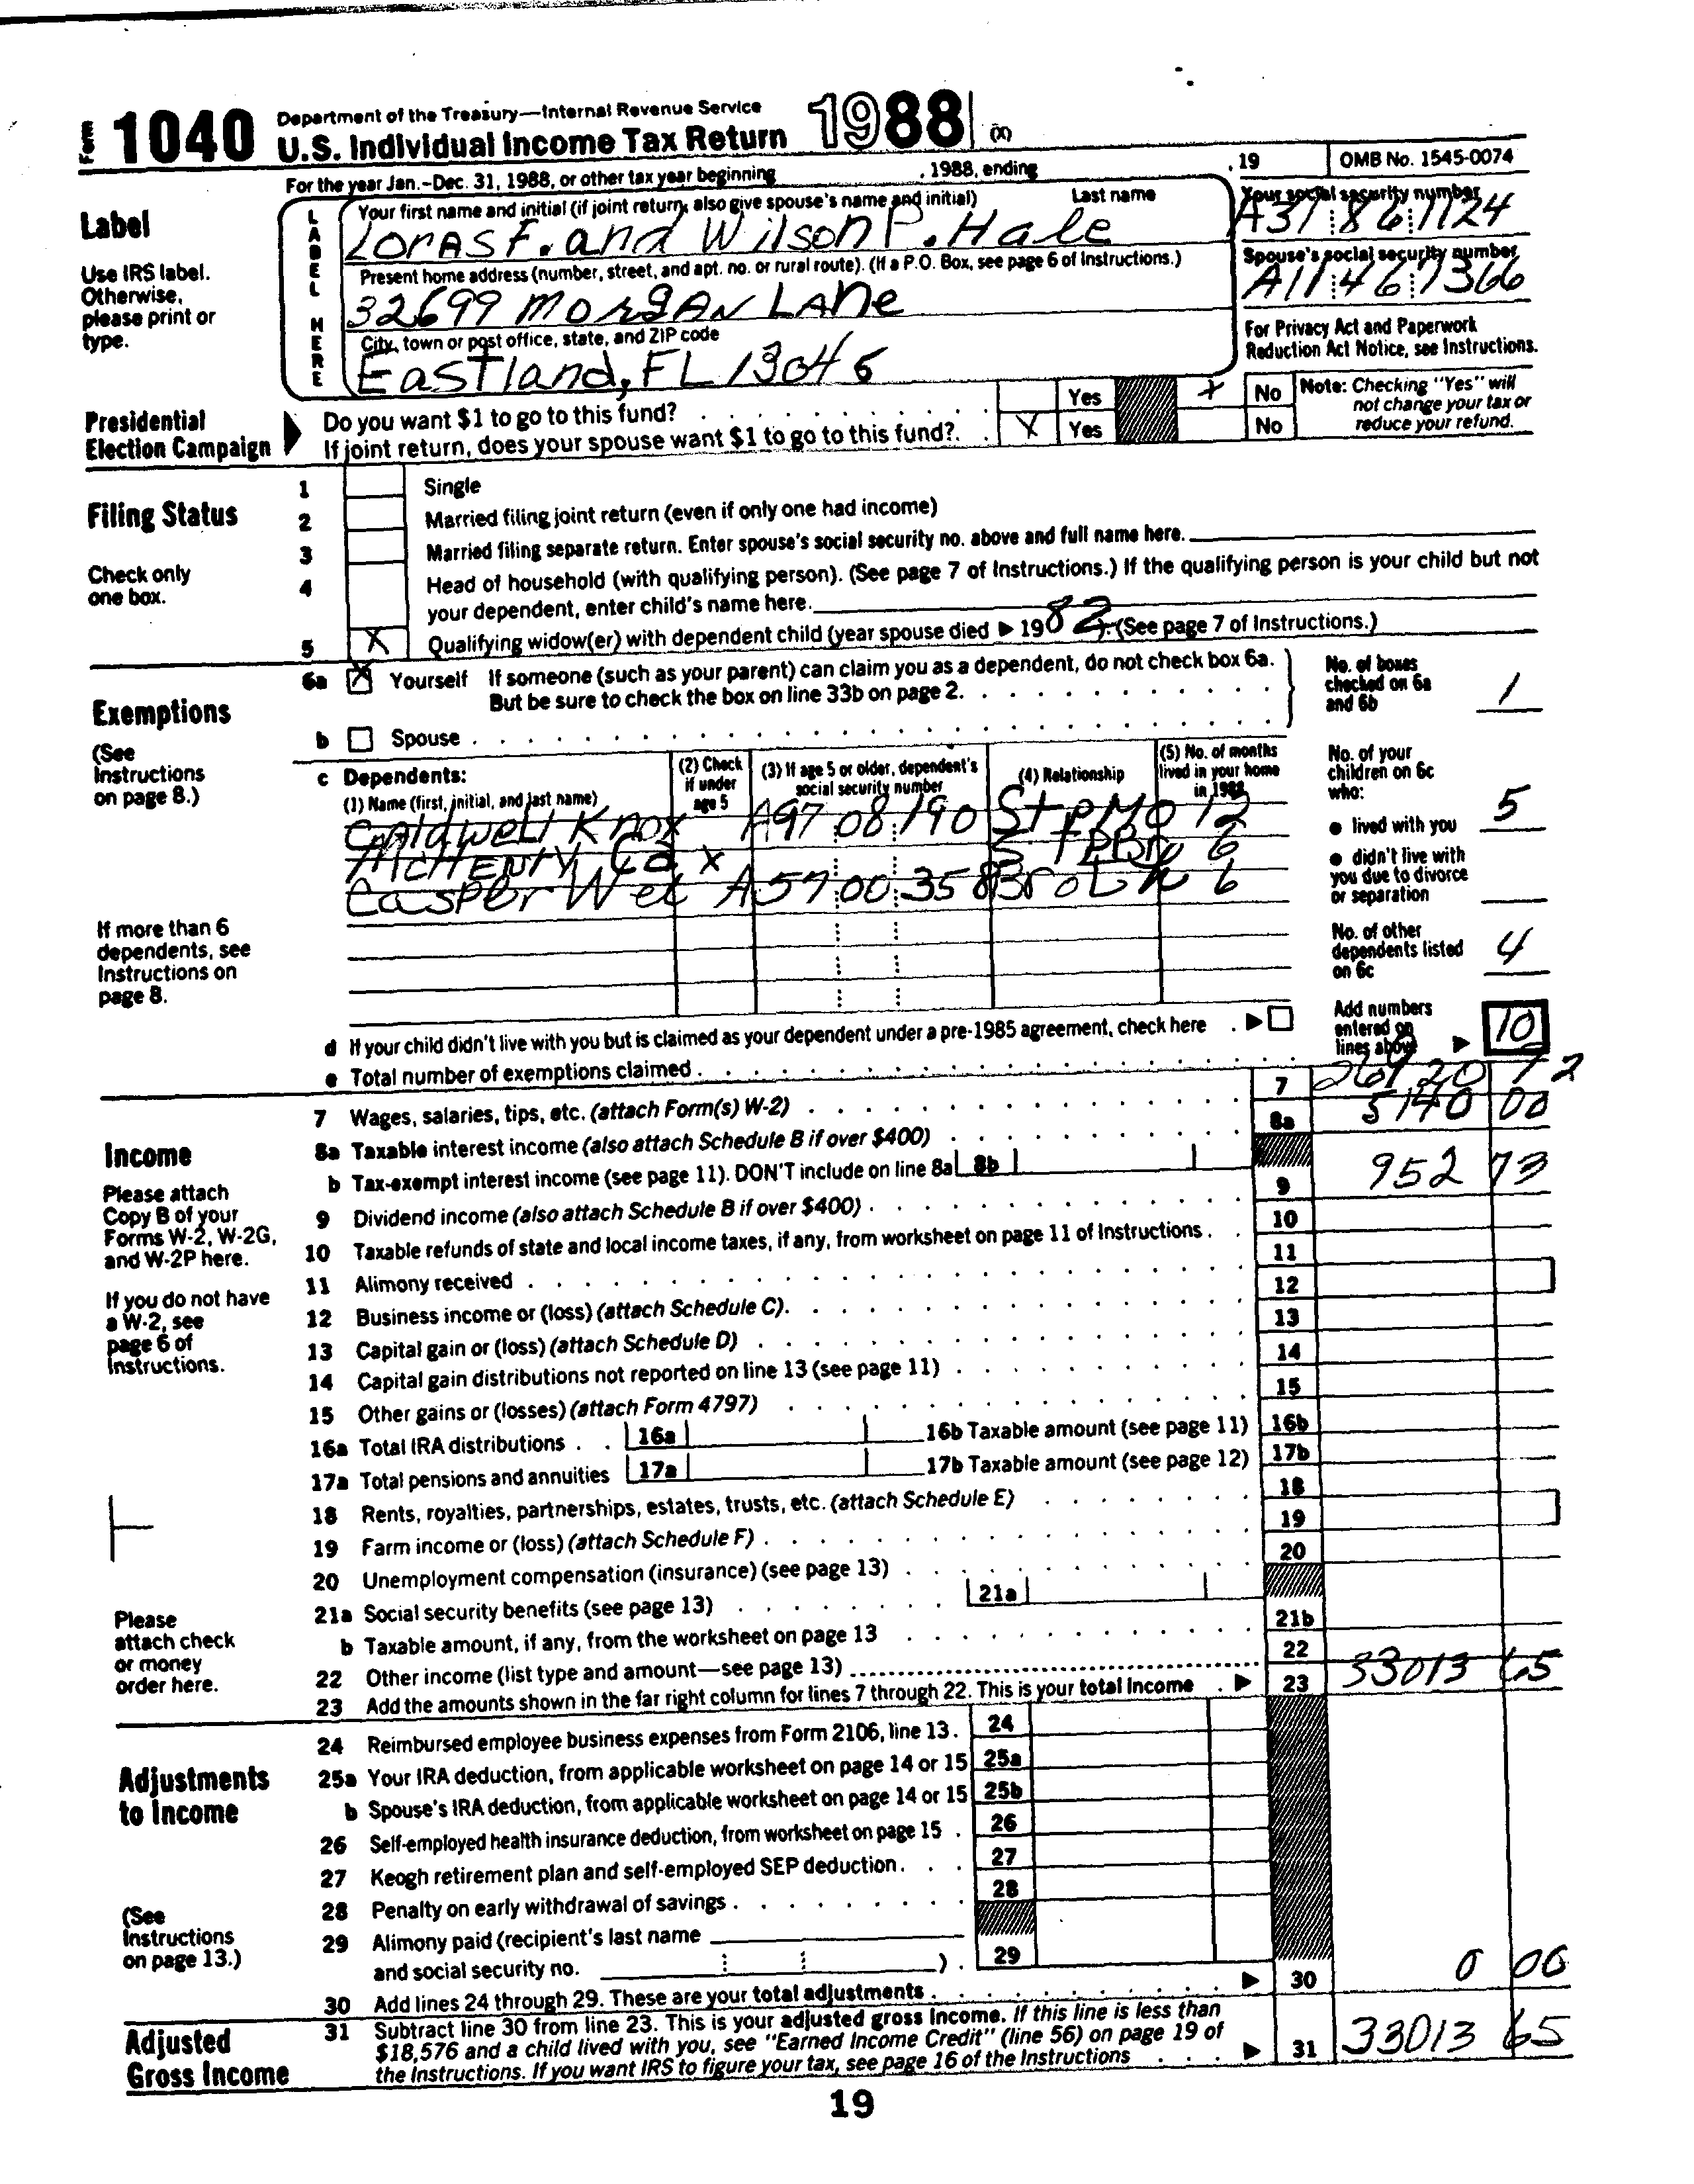 Form 1040 Department of the Treasury—Internal Revenue Service
U.S. Individual Income Tax Return 1988 (X)
For the year Jan.-Dec. 31, 1988, or other tax year beginning , 1988, ending , 19 OMB No. 1545-0074
Label
Use IRS label.
Otherwise,
please print or
type.
LABEL HERE
Your first name and initial (if joint return, also give spouse's name and initial) Last name
Loras F. and Wilson P. Hale
Present home address (number, street, and apt. no. or rural route). (If a P.O. Box, see page 6 of Instructions.)
32699 Morgan Lane
City, town or post office, state, and ZIP code
Eastland, FL 13045
Your social security number
A31 86 1124
Spouse's social security number
A11 46 7366
For Privacy Act and Paperwork
Reduction Act Notice, see Instructions.
Presidential
Election Campaign
Do you want $1 to go to this fund? Yes X No
If joint return, does your spouse want $1 to go to this fund? X Yes No
Note: Checking "Yes" will
not change your tax or
reduce your refund.
Filing Status
Check only
one box.
1 Single
2 Married filing joint return (even if only one had income)
3 Married filing separate return. Enter spouse's social security no. above and full name here.
4 Head of household (with qualifying person). (See page 7 of Instructions.) If the qualifying person is your child but not
your dependent, enter child's name here.
5 X Qualifying widow(er) with dependent child (year spouse died ▶ 1982). (See page 7 of Instructions.)
Exemptions
(See
Instructions
on page 8.)
If more than 6
dependents, see
Instructions on
page 8.
6a X Yourself If someone (such as your parent) can claim you as a dependent, do not check box 6a.
But be sure to check the box on line 33b on page 2.
b Spouse
c Dependents:
(1) Name (first, initial, and last name)
(2) Check
if under
age 5
(3) If age 5 or older, dependent's
social security number
(4) Relationship
(5) No. of months
lived in your home
in 1988
Caldwell Knox A97 08 190 StpMo 12
McHenry Ca X StpBro 6
Casper Wec A57 00 358 BroLn 6
No. of boxes
checked on 6a
and 6b 1
No. of your
children on 6c
who:
● lived with you 5
● didn't live with
you due to divorce
or separation
No. of other
dependents listed
on 6c 4
Add numbers
entered on
lines above ▶ 10
d If your child didn't live with you but is claimed as your dependent under a pre-1985 agreement, check here ▶
e Total number of exemptions claimed
Income
Please attach
Copy B of your
Forms W-2, W-2G,
and W-2P here.
If you do not have
a W-2, see
page 6 of
Instructions.
Please
attach check
or money
order here.
7 Wages, salaries, tips, etc. (attach Form(s) W-2) 7 26920 92
8a Taxable interest income (also attach Schedule B if over $400) 8a 5140 00
b Tax-exempt interest income (see page 11). DON'T include on line 8a 8b
9 Dividend income (also attach Schedule B if over $400) 9 952 73
10 Taxable refunds of state and local income taxes, if any, from worksheet on page 11 of Instructions 10
11 Alimony received 11
12 Business income or (loss) (attach Schedule C) 12
13 Capital gain or (loss) (attach Schedule D) 13
14 Capital gain distributions not reported on line 13 (see page 11) 14
15 Other gains or (losses) (attach Form 4797) 15
16a Total IRA distributions 16a 16b Taxable amount (see page 11) 16b
17a Total pensions and annuities 17a 17b Taxable amount (see page 12) 17b
18 Rents, royalties, partnerships, estates, trusts, etc. (attach Schedule E) 18
19 Farm income or (loss) (attach Schedule F) 19
20 Unemployment compensation (insurance) (see page 13) 20
21a Social security benefits (see page 13) 21a
b Taxable amount, if any, from the worksheet on page 13 21b
22 Other income (list type and amount—see page 13) 22
23 Add the amounts shown in the far right column for lines 7 through 22. This is your total income ▶ 23 33013 65
Adjustments
to Income
(See
Instructions
on page 13.)
24 Reimbursed employee business expenses from Form 2106, line 13. 24
25a Your IRA deduction, from applicable worksheet on page 14 or 15 25a
b Spouse's IRA deduction, from applicable worksheet on page 14 or 15 25b
26 Self-employed health insurance deduction, from worksheet on page 15 26
27 Keogh retirement plan and self-employed SEP deduction 27
28 Penalty on early withdrawal of savings 28
29 Alimony paid (recipient's last name
and social security no. ) 29
30 Add lines 24 through 29. These are your total adjustments ▶ 30 0 00
Adjusted
Gross Income
31 Subtract line 30 from line 23. This is your adjusted gross income. If this line is less than
$18,576 and a child lived with you, see "Earned Income Credit" (line 56) on page 19 of
the Instructions. If you want IRS to figure your tax, see page 16 of the Instructions ▶ 31 33013 65
19